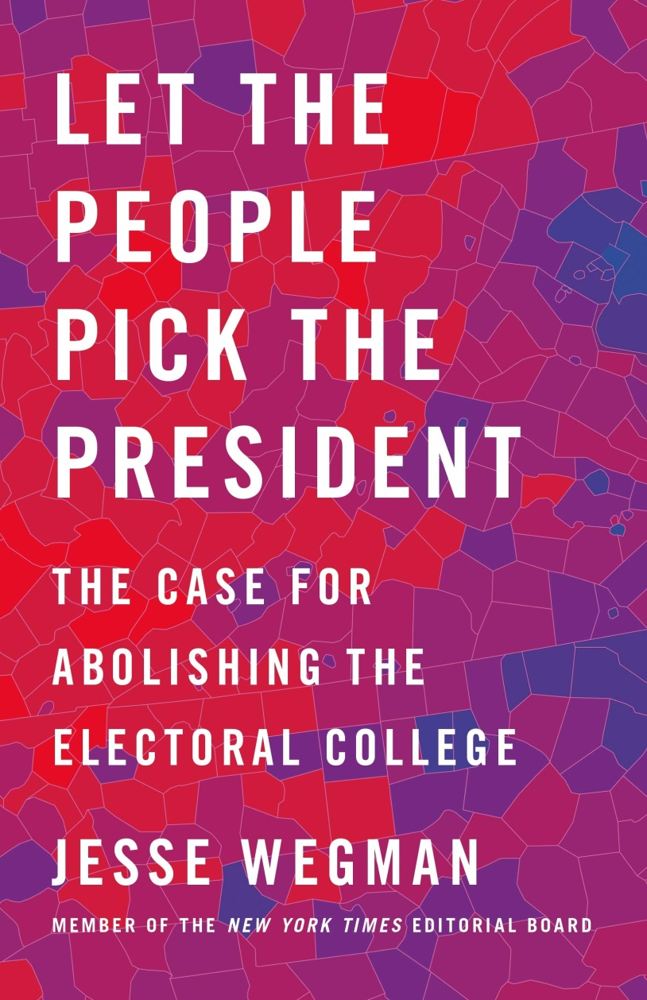 LET THE
PEOPLE
PICK THE
PRESIDENT
THE CASE FOR
ABOLISHING THE
ELECTORAL COLLEGE
JESSE WEGMAN
MEMBER OF THE NEW YORK TIMES EDITORIAL BOARD